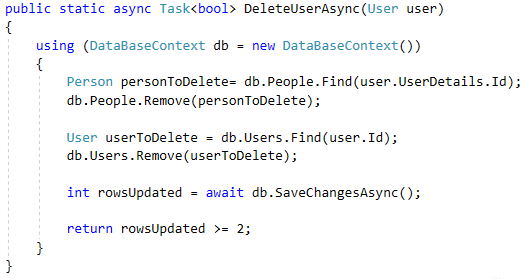 public static async Task<bool> DeleteUserAsync(User user)
{
using (DataBaseContext db = new DataBaseContext())
{
Person personToDelete= db.People.Find(user.UserDetails.Id);
db.People.Remove(personToDelete);
User userToDelete = db.Users.Find(user.Id);
db.Users.Remove(userToDelete);
int rowsUpdated = await db.SaveChangesAsync();
return rowsUpdated >= 2;
}
}